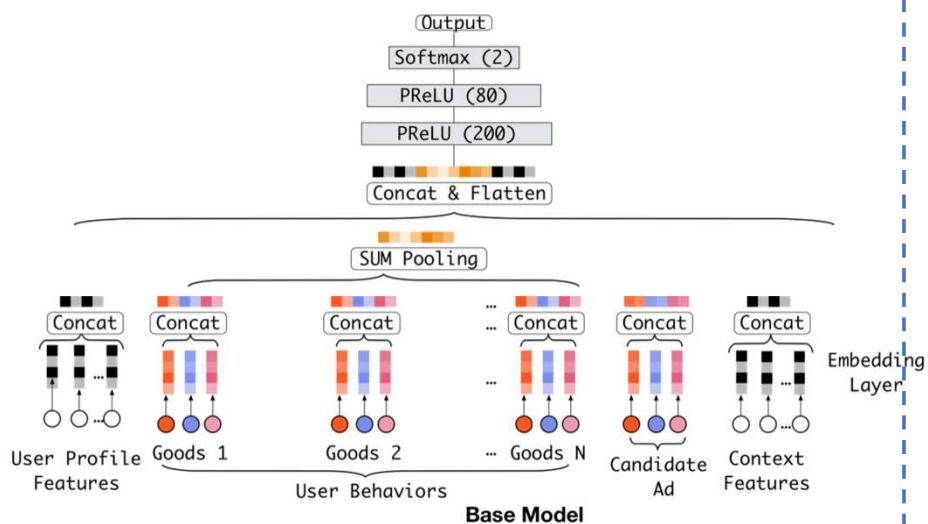 Output
Softmax (2)
PReLU (80)
PReLU (200)
Concat & Flatten
SUM Pooling
... 
Concat Concat Concat ... Concat Concat Concat
... ... ...
Embedding
Layer
User Profile
Features
Goods 1 Goods 2 ... Goods N
Candidate
Ad
Context
Features
User Behaviors
Base Model